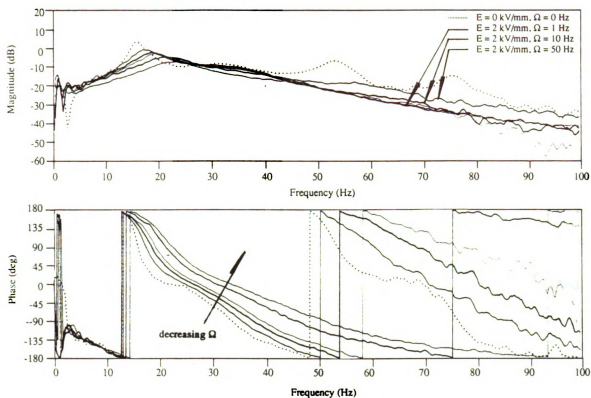 20
10
0
-10
-20
-30
-40
-50
-60
Magnitude (dB)
E = 0 kV/mm, Ω = 0 Hz
E = 2 kV/mm, Ω = 1 Hz
E = 2 kV/mm, Ω = 10 Hz
E = 2 kV/mm, Ω = 50 Hz
0 10 20 30 40 50 60 70 80 90 100
Frequency (Hz)
180
135
90
45
0
-45
-90
-135
-180
Phase (deg)
decreasing Ω
0 10 20 30 40 50 60 70 80 90 100
Frequency (Hz)